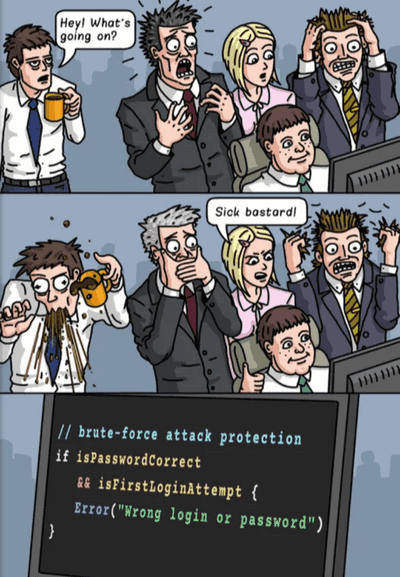 Hey! What's
going on?
Sick bastard!
// brute-force attack protection
if isPasswordCorrect
&& isFirstLoginAttempt {
Error("Wrong login or password")
}